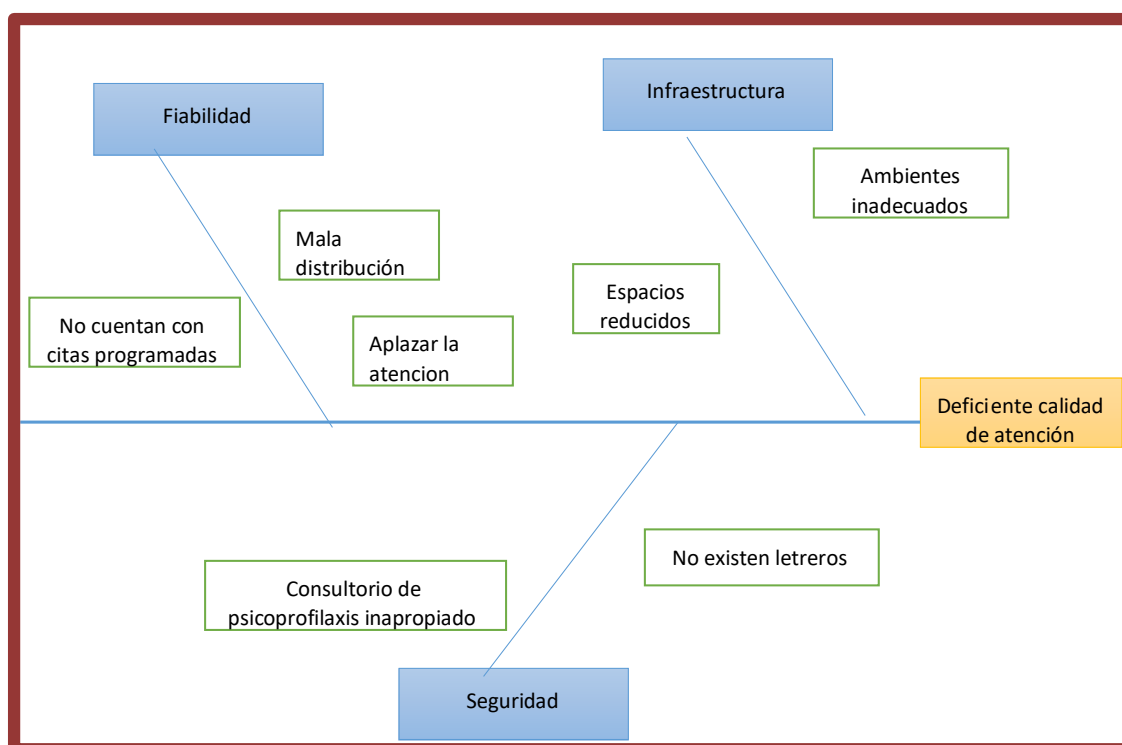 Fiabilidad
Infraestructura
Ambientes
inadecuados
Mala
distribución
Espacios
reducidos
No cuentan con
citas programadas
Aplazar la
atencion
Deficiente calidad
de atención
No existen letreros
Consultorio de
psicoprofilaxis inapropiado
Seguridad